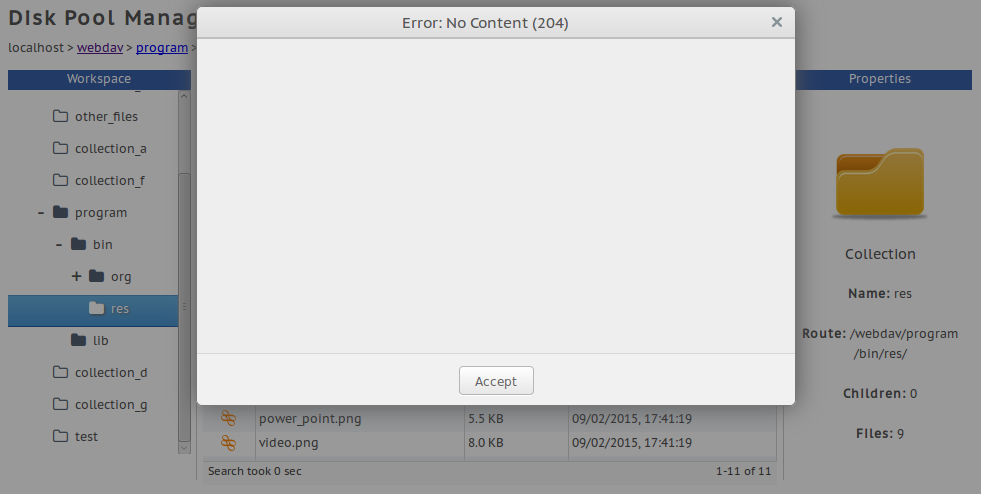 DIsk Pool Manag
Error: No Content (204)
localhost > webdav > program >
Workspace
Properties
other_files
collection_a
collection_f
program
bin
org
res
lib
collection_d
collection_g
test
Accept
power_point.png 5.5 KB 09/02/2015, 17:41:19
video.png 8.0 KB 09/02/2015, 17:41:19
Search took 0 sec 1-11 of 11
Collection
Name: res
Route: /webdav/program
/bin/res/
Children: 0
FIles: 9